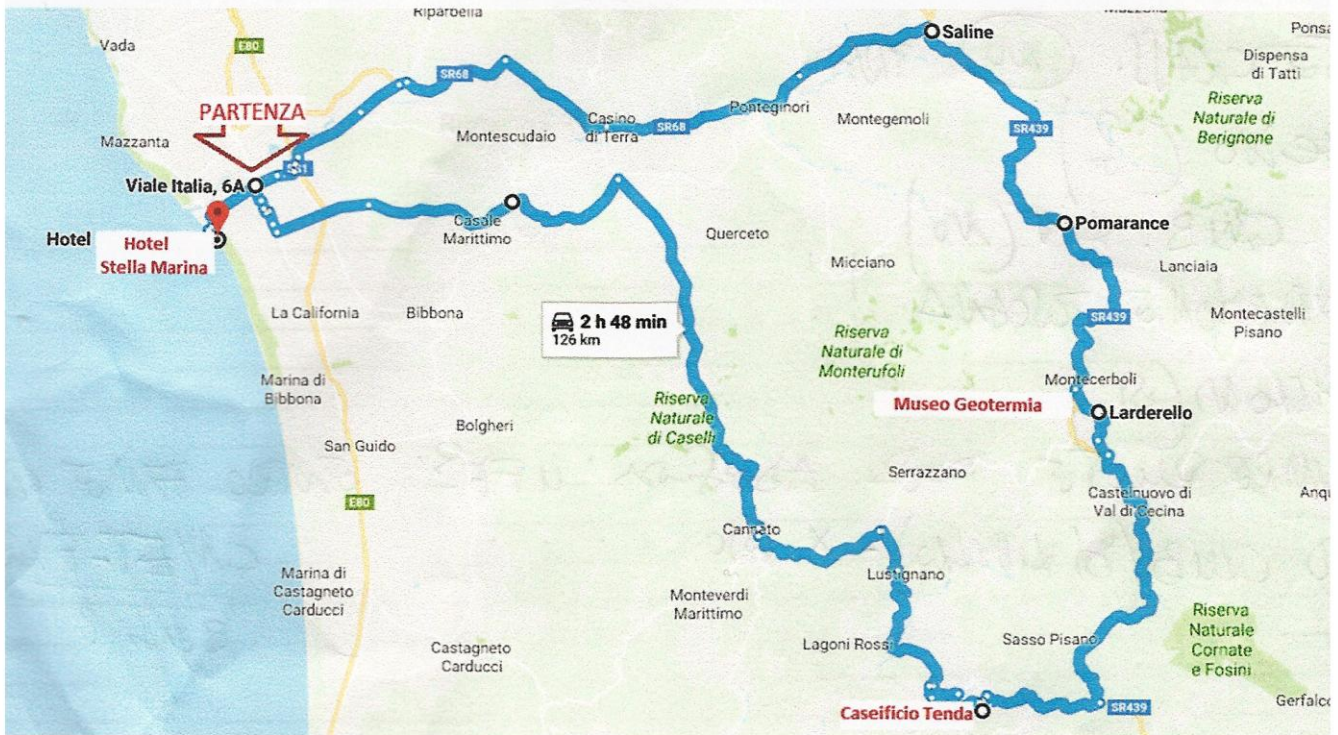 Riparbella
Vada
E80
Saline
Dispensa
di Tatti
SR68
PARTENZA
Casino
di Terra
SR68
Ponteginori
Montegemoli
Riserva
Naturale di
Berignone
Montescudaio
SR439
Mazzanta
Viale Italia, 6A
Casale
Marittimo
Pomarance
Hotel
Hotel
Stella Marina
Querceto
Micciano
Lanciaia
La California
Bibbona
2 h 48 min
126 km
SR439
Montecastelli
Pisano
Riserva
Naturale di
Monterufoli
Marina di
Bibbona
Montecerboli
Riserva
Naturale
di Caselli
Museo Geotermia
Larderello
Bolgheri
San Guido
Serrazzano
E80
Castelnuovo di
Val di Cecina
Canneto
Marina di
Castagneto
Carducci
Lustignano
Monteverdi
Marittimo
Riserva
Naturale
Cornate
e Fosini
Castagneto
Carducci
Lagoni Rossi
Sasso Pisano
Caseificio Tenda
SR439